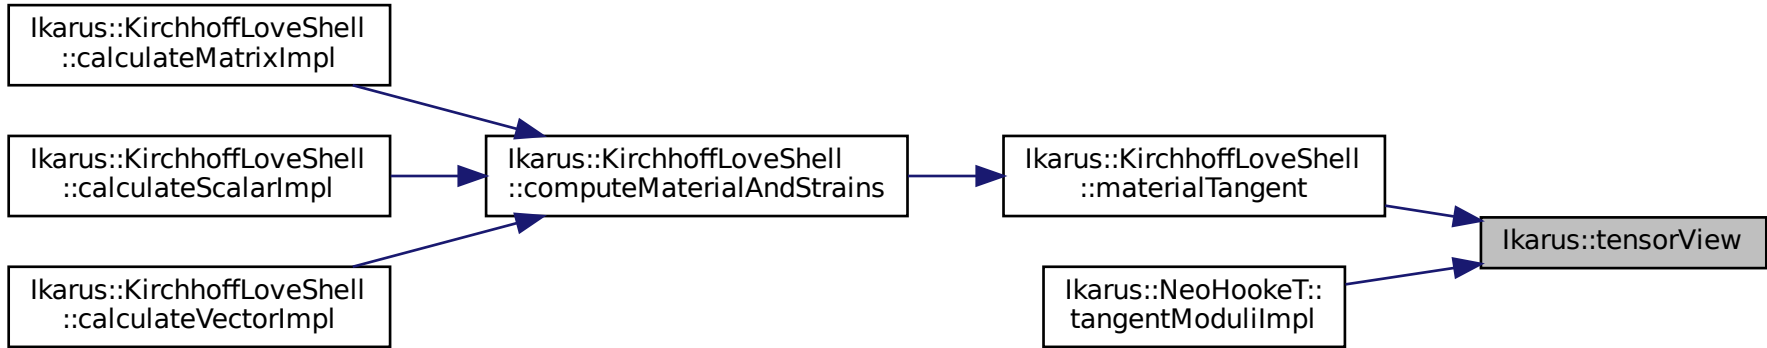 Ikarus::KirchhoffLoveShell
::calculateMatrixImpl
Ikarus::KirchhoffLoveShell
::calculateScalarImpl
Ikarus::KirchhoffLoveShell
::calculateVectorImpl
Ikarus::KirchhoffLoveShell
::computeMaterialAndStrains
Ikarus::KirchhoffLoveShell
::materialTangent
Ikarus::NeoHookeT::
tangentModuliImpl
Ikarus::tensorView